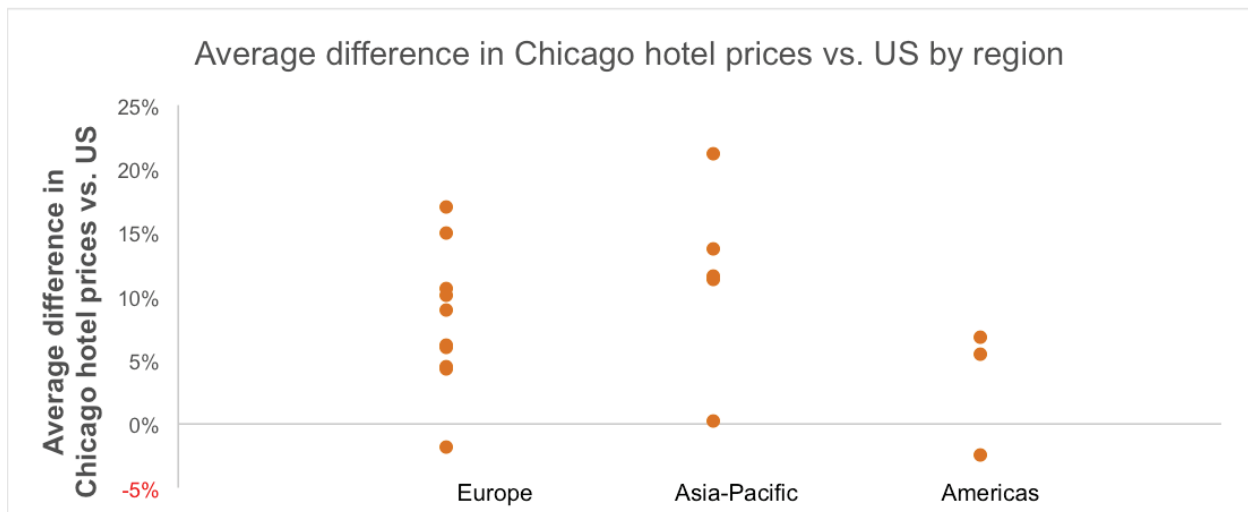 Average difference in Chicago hotel prices vs. US by region
Average difference in
Chicago hotel prices vs. US
25%
20%
15%
10%
5%
0%
-5%
Europe
Asia-Pacific
Americas